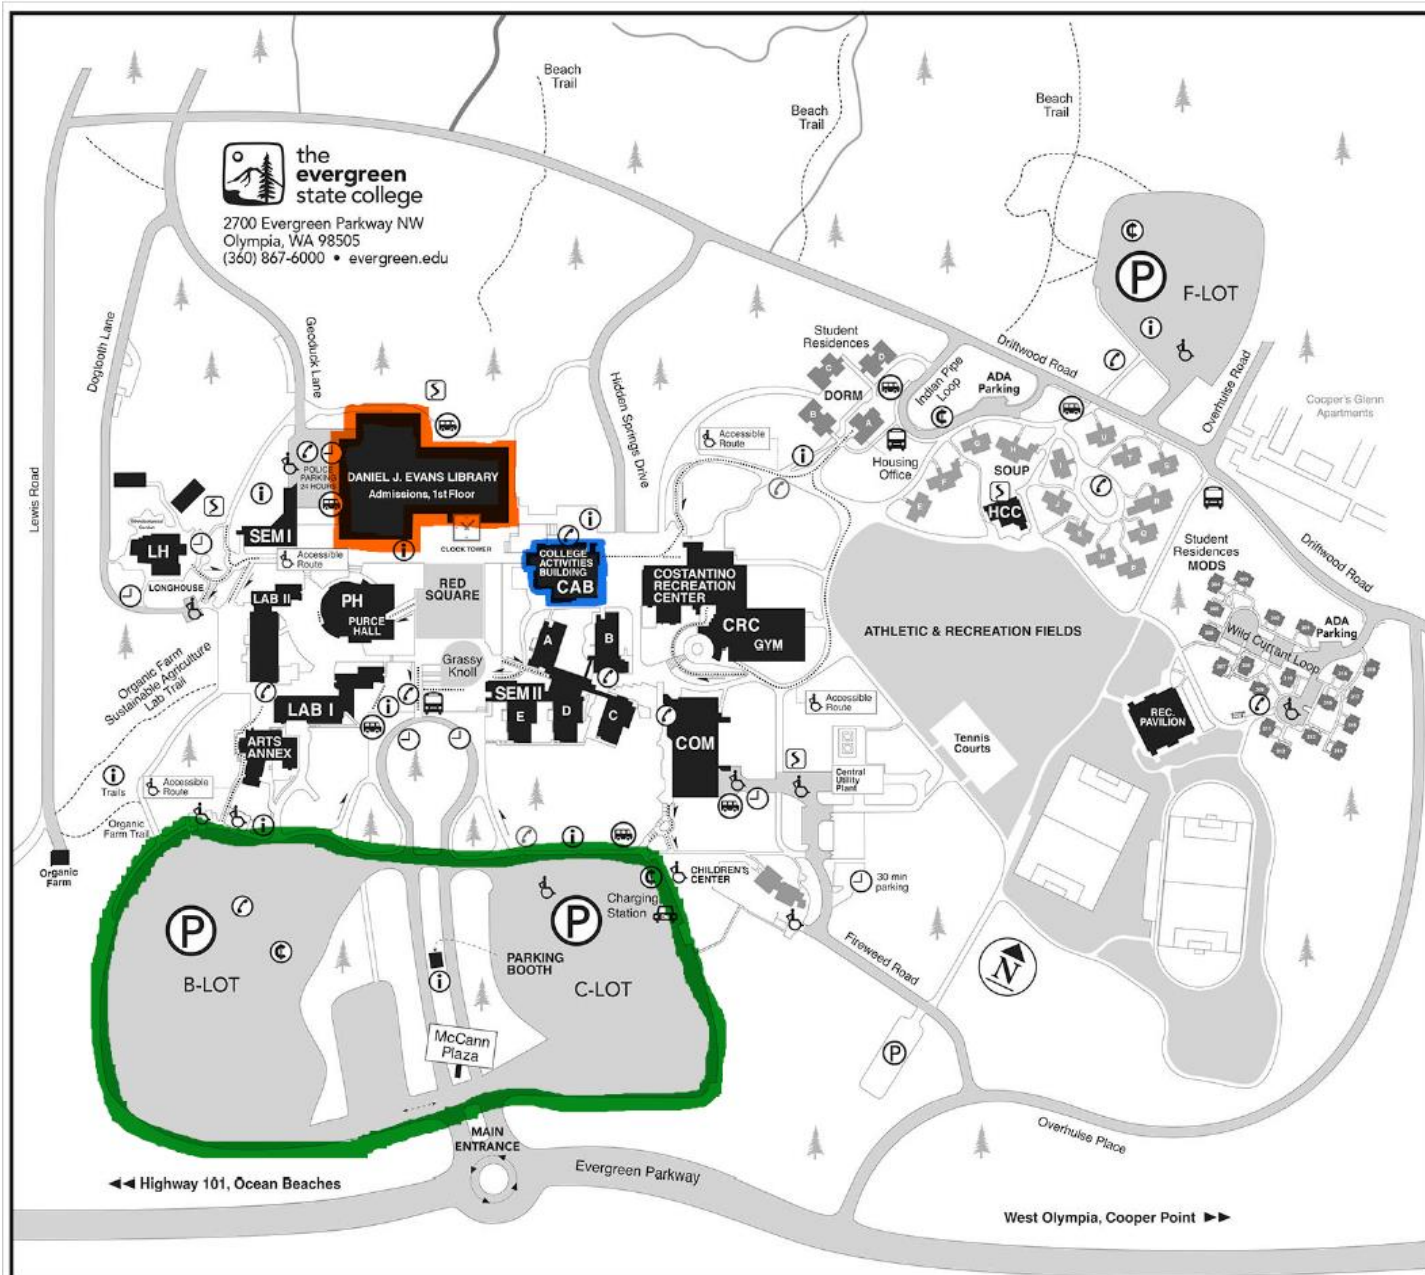 Beach
Trail
Beach
Trail
Beach
Trail
the
evergreen
state college
2700 Evergreen Parkway NW
Olympia, WA 98505
(360) 867-6000 • evergreen.edu
P
F-LOT
Dogtooth Lane
Geoduck Lane
Hidden Springs Drive
Lewis Road
Driftwood Road
Overhulse Road
Cooper's Glenn
Apartments
Student
Residences
C
D
DORM
B
A
Indian Pipe
Loop
ADA
Parking
Accessible
Route
Housing
Office
SOUP
HCC
E
F
G
H
I
U
DANIEL J. EVANS LIBRARY
Admissions, 1st Floor
POLICE
PARKING
24 HOURS
CLOCK TOWER
SEM I
Accessible
Route
LH
LONGHOUSE
COLLEGE
ACTIVITIES
BUILDING
CAB
RED
SQUARE
LAB II
PH
PURCE
HALL
COSTANTINO
RECREATION
CENTER
CRC
GYM
ATHLETIC & RECREATION FIELDS
Student
Residences
MODS
Driftwood Road
ADA
Parking
Wild Currant Loop
A
B
Grassy
Knoll
SEM II
E
D
C
LAB I
Organic Farm
Sustainable Agriculture
Lab Trail
ARTS
ANNEX
COM
Accessible
Route
REC.
PAVILION
Tennis
Courts
Central
Utility
Plant
Trails
Accessible
Route
Organic
Farm Trail
Organic
Farm
CHILDREN'S
CENTER
30 min
parking
Charging
Station
P
B-LOT
P
C-LOT
PARKING
BOOTH
McCann
Plaza
Fireweed Road
N
P
MAIN
ENTRANCE
Overhulse Place
Evergreen Parkway
◄◄ Highway 101, Ocean Beaches
West Olympia, Cooper Point ►►